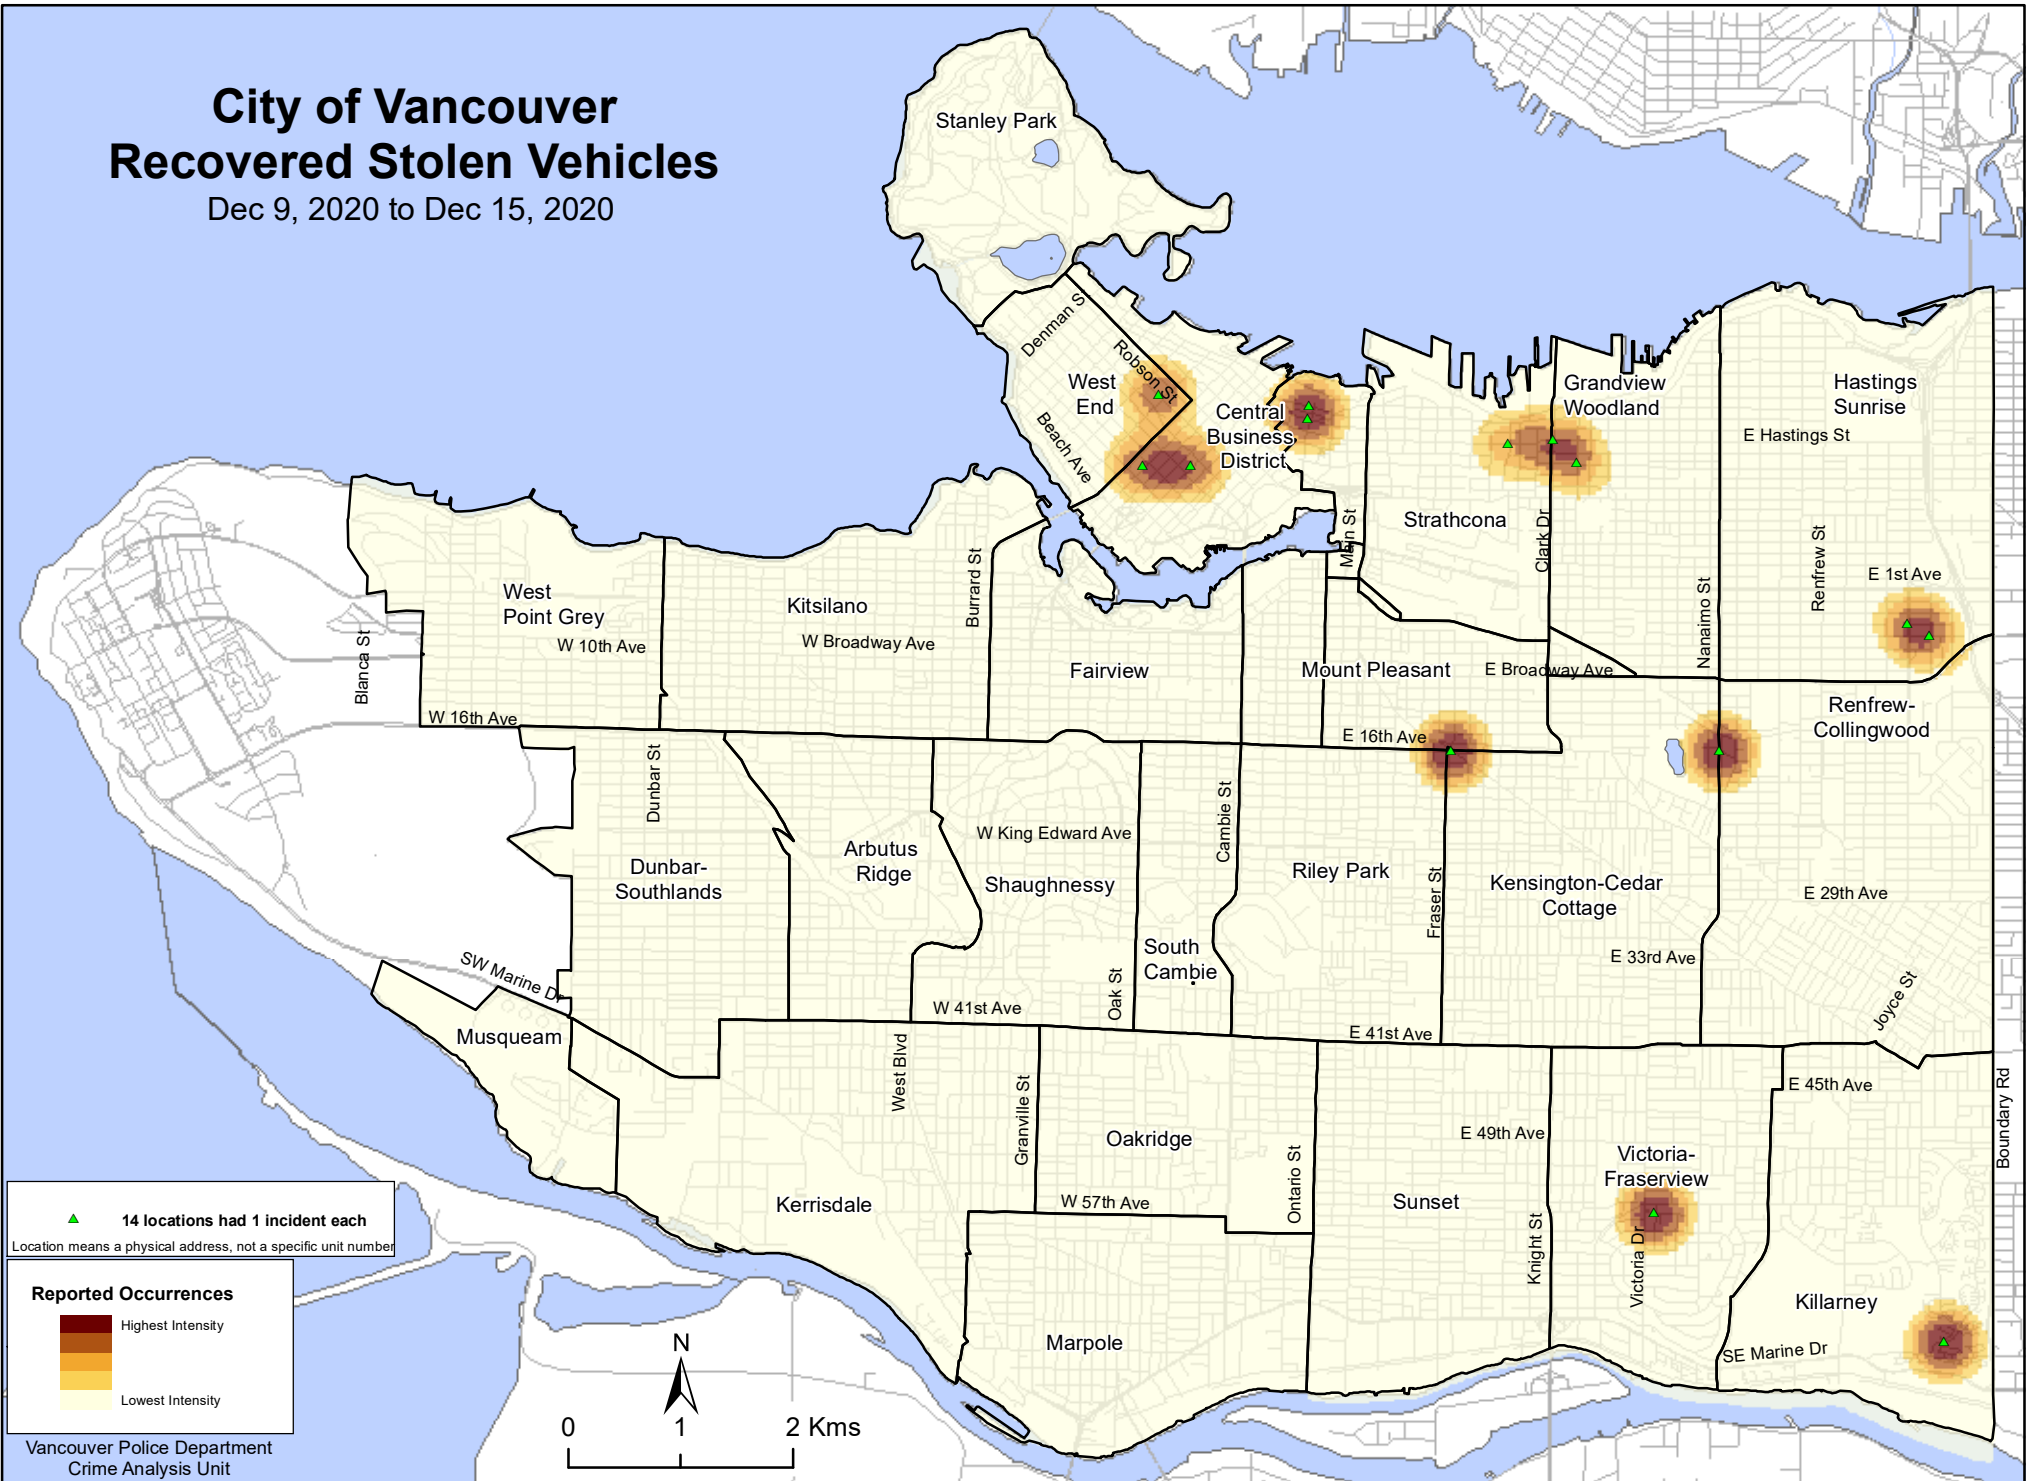 City of Vancouver
Recovered Stolen Vehicles
Dec 9, 2020 to Dec 15, 2020
Stanley Park
Denman S
Robson St
West
End
Beach Ave
Central
Business
District
Grandview
Woodland
Hastings
Sunrise
E Hastings St
Strathcona
Main St
Clark Dr
Nanaimo St
Renfrew St
E 1st Ave
West
Point Grey
W 10th Ave
Blanca St
W 16th Ave
Kitsilano
W Broadway Ave
Burrard St
Fairview
Mount Pleasant
E Broadway Ave
E 16th Ave
Renfrew-
Collingwood
Dunbar St
Dunbar-
Southlands
Arbutus
Ridge
W King Edward Ave
Shaughnessy
Cambie St
South
Cambie
Oak St
Riley Park
Fraser St
Kensington-Cedar
Cottage
E 29th Ave
E 33rd Ave
Joyce St
SW Marine Dr
Musqueam
W 41st Ave
E 41st Ave
West Blvd
Granville St
Oakridge
W 57th Ave
Ontario St
Kerrisdale
Sunset
E 49th Ave
Knight St
Victoria-
Fraserview
Victoria Dr
E 45th Ave
Boundary Rd
Killarney
SE Marine Dr
Marpole
14 locations had 1 incident each
Location means a physical address, not a specific unit number
Reported Occurrences
Highest Intensity
Lowest Intensity
Vancouver Police Department
Crime Analysis Unit
N
0 1 2 Kms